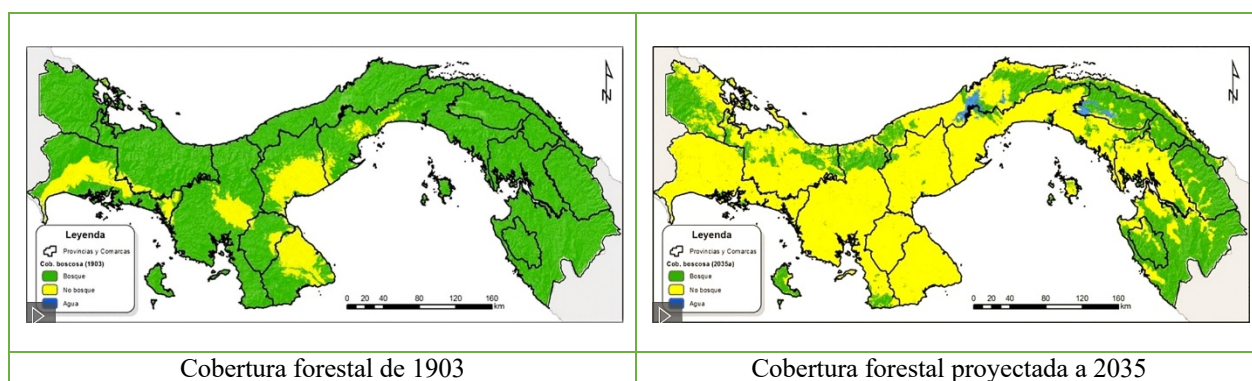 N
Leyenda
Provincias y Comarcas
Cob. boscosa (1903)
Bosque
No bosque
Agua
0 20 40 80 120 160
km
N
Leyenda
Provincias y Comarcas
Cob. boscosa (2035a)
Bosque
No bosque
Agua
0 20 40 80 120 160
km
Cobertura forestal de 1903
Cobertura forestal proyectada a 2035